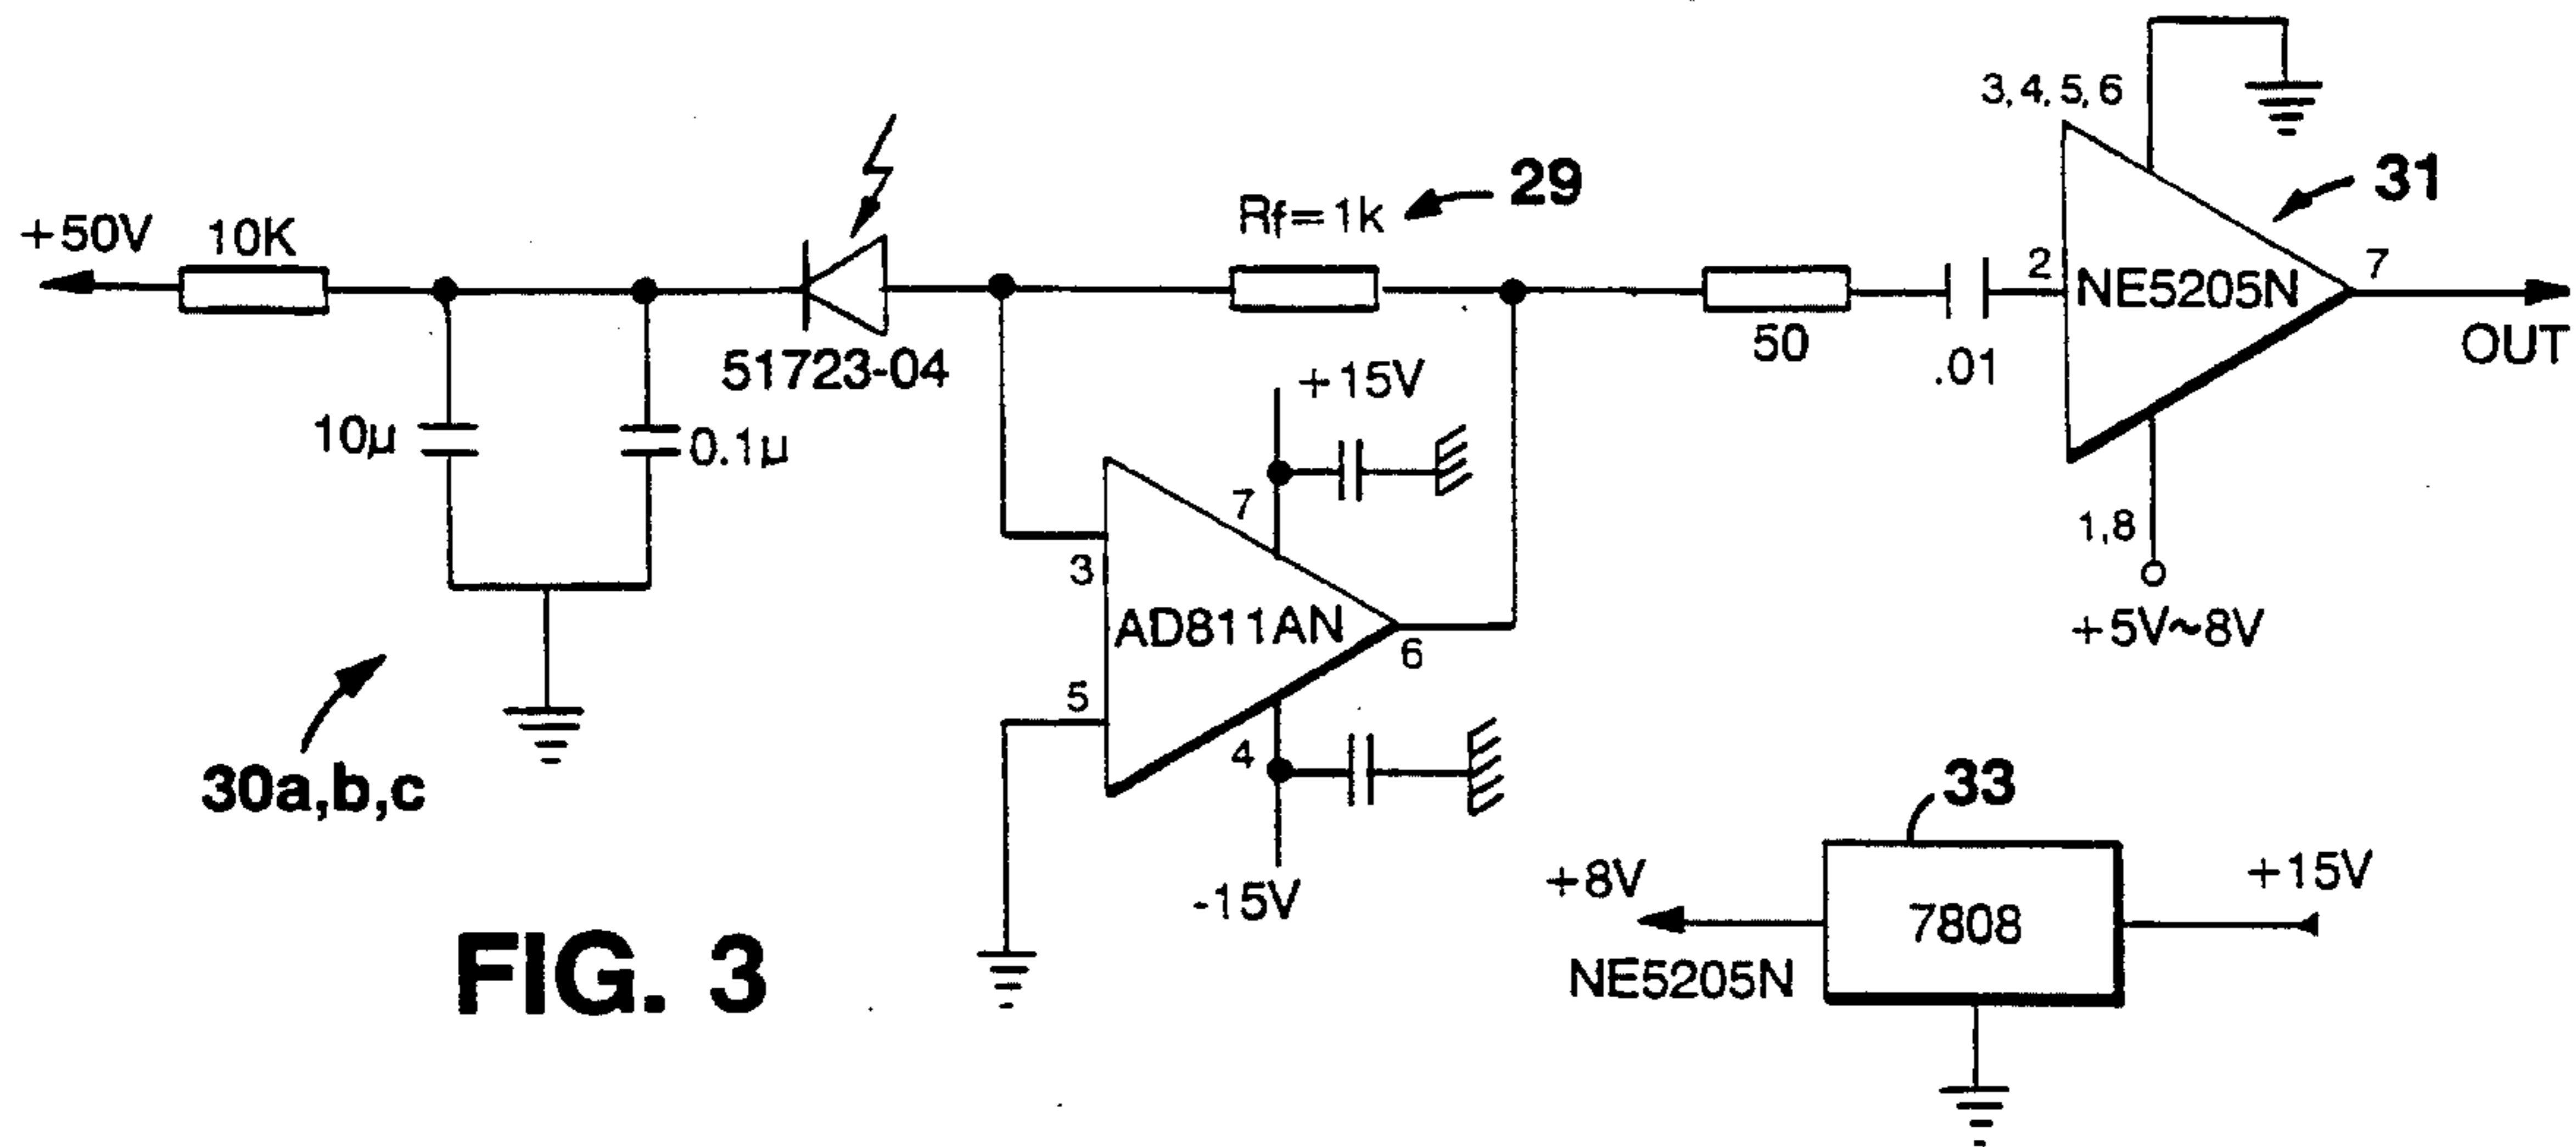 3, 4, 5, 6
31
29
Rf=1k
+50V
10K
2
NE5205N
7
OUT
50
.01
51723-04
+15V
10µ
0.1µ
7
3
AD811AN
6
5
4
-15V
1,8
+5V~8V
30a,b,c
33
+8V
NE5205N
7808
+15V
FIG. 3